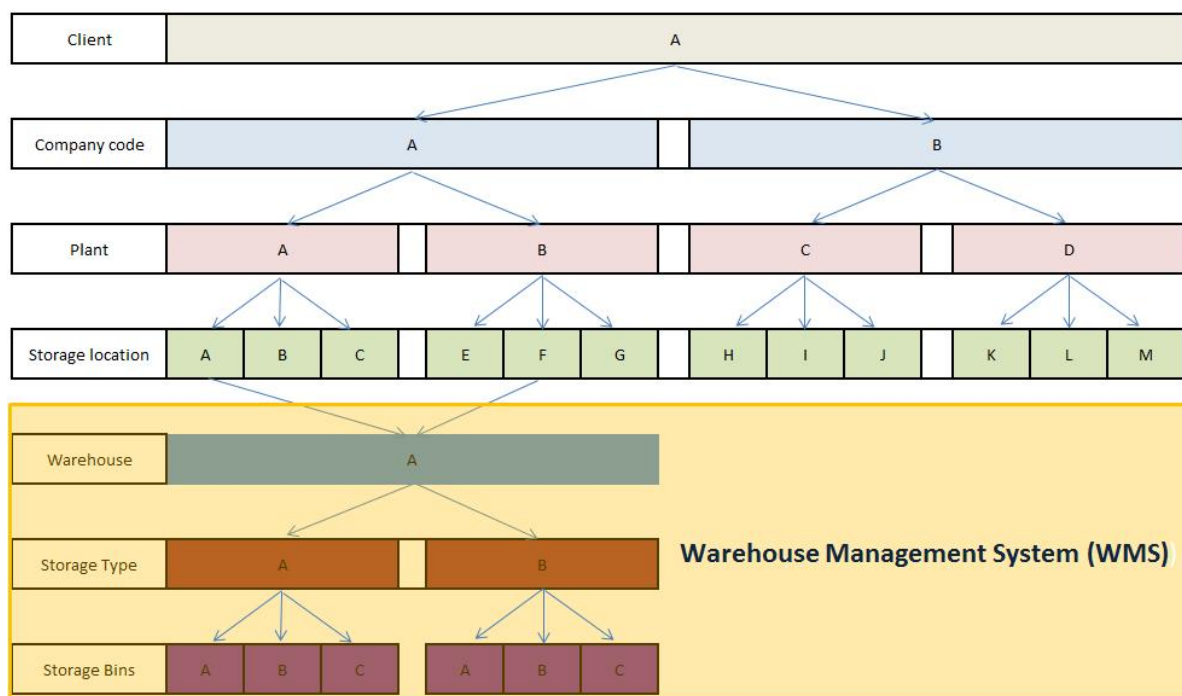 Client A
Company code A B
Plant A B C D
Storage location A B C E F G H I J K L M
Warehouse A
Storage Type A B Warehouse Management System (WMS)
Storage Bins A B C A B C